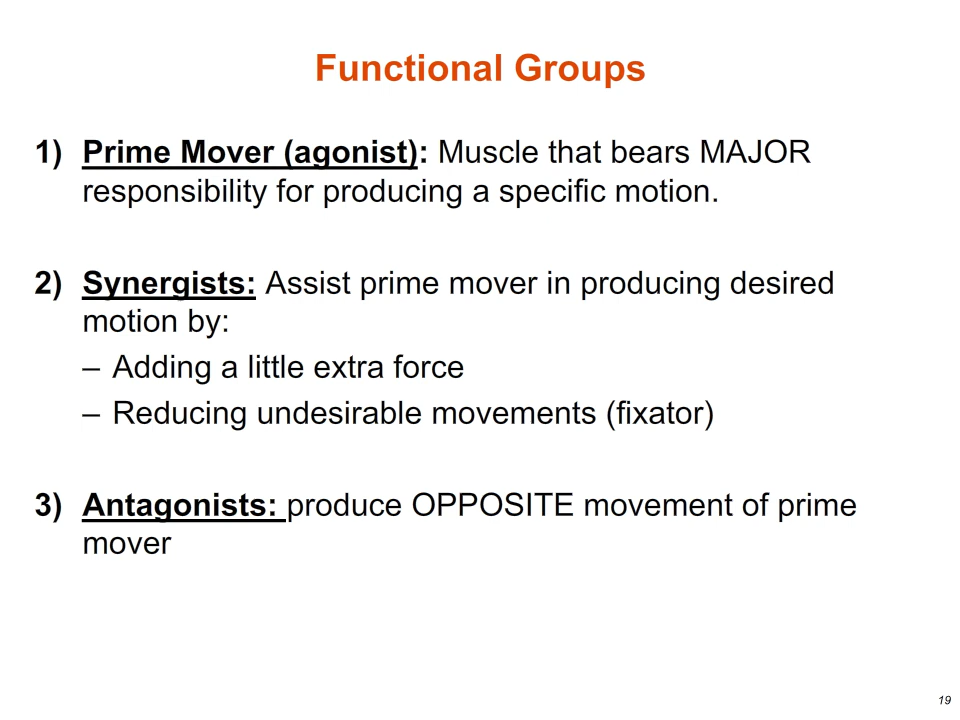 Functional Groups
1) Prime Mover (agonist): Muscle that bears MAJOR
responsibility for producing a specific motion.
2) Synergists: Assist prime mover in producing desired
motion by:
– Adding a little extra force
– Reducing undesirable movements (fixator)
3) Antagonists: produce OPPOSITE movement of prime
mover
19